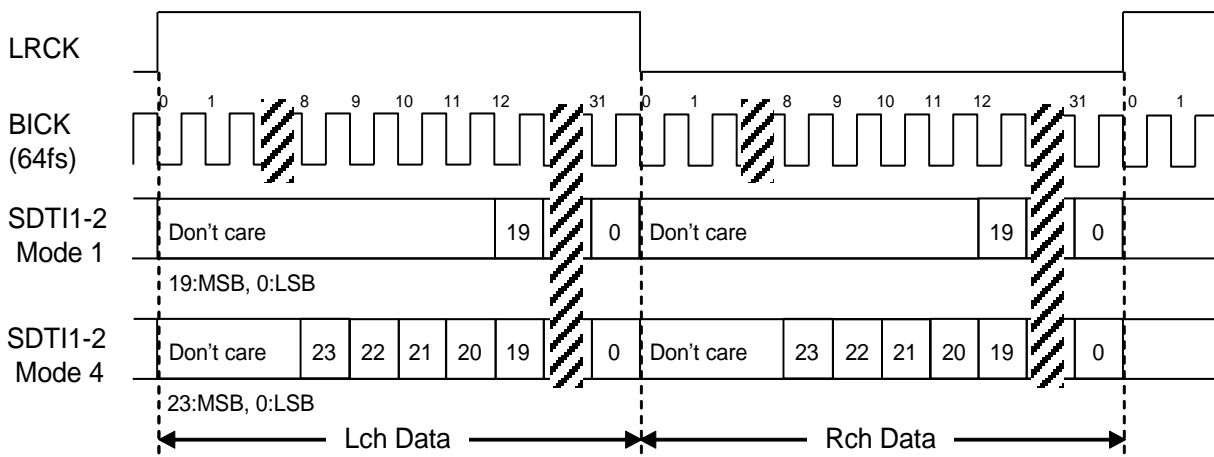 LRCK
0 1 8 9 10 11 12 31 0 1 8 9 10 11 12 31 0 1
BICK
(64fs)
SDTI1-2
Mode 1
Don't care 19 0 Don't care 19 0
19:MSB, 0:LSB
SDTI1-2
Mode 4
Don't care 23 22 21 20 19 0 Don't care 23 22 21 20 19 0
23:MSB, 0:LSB
Lch Data Rch Data